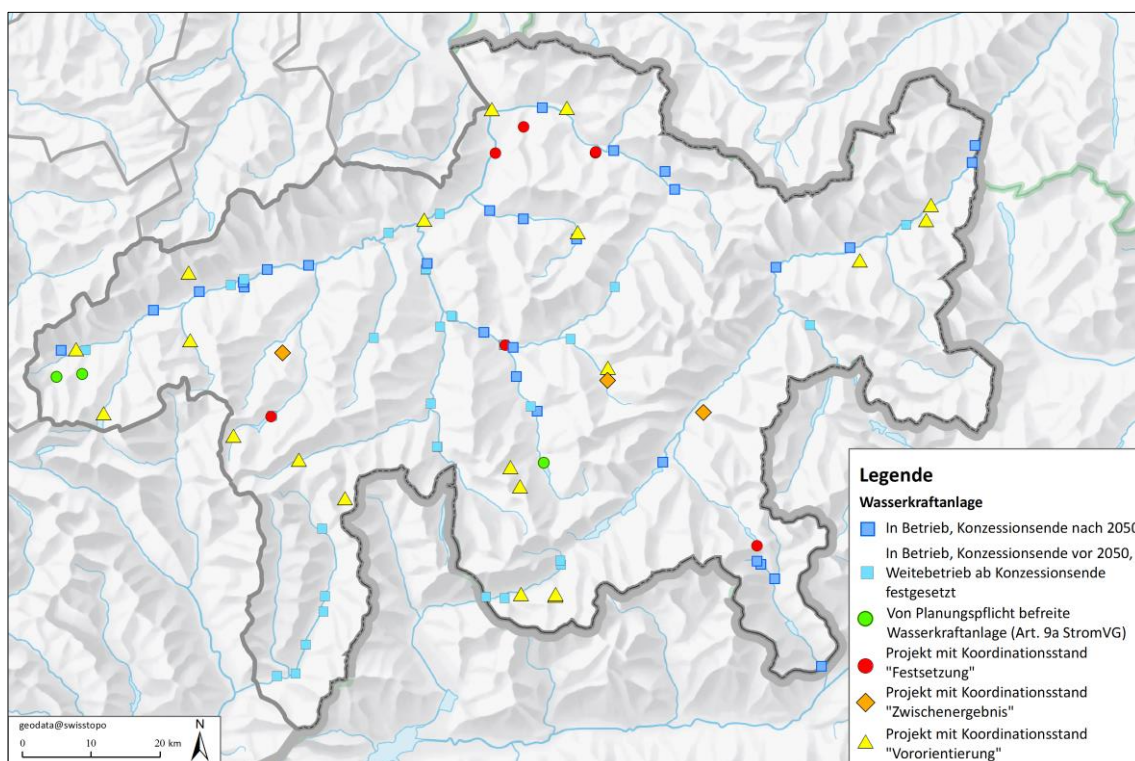 Legende
Wasserkraftanlage
In Betrieb, Konzessionsende nach 2050
In Betrieb, Konzessionsende vor 2050,
Weitebetrieb ab Konzessionsende
festgesetzt
Von Planungspflicht befreite
Wasserkraftanlage (Art. 9a StromVG)
Projekt mit Koordinationsstand
"Festsetzung"
Projekt mit Koordinationsstand
"Zwischenergebnis"
Projekt mit Koordinationsstand
"Vororientierung"
geodata@swisstopo
N
0 10 20 km